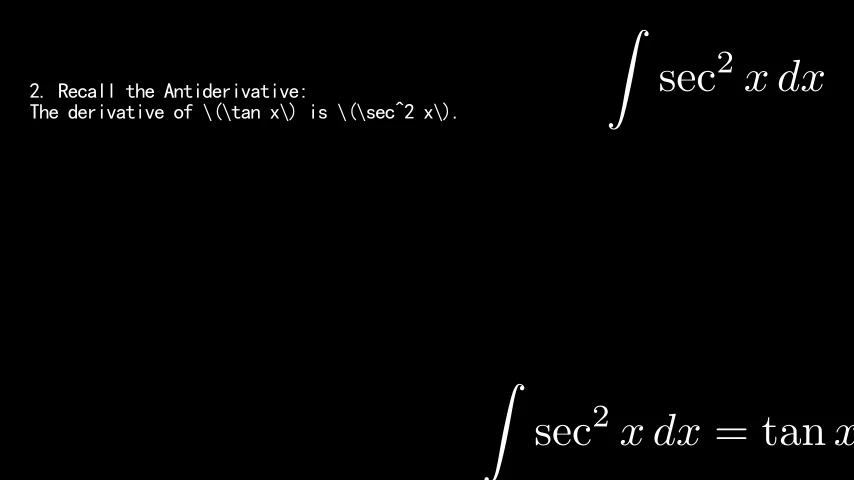 ∫ sec² x dx
2. Recall the Antiderivative:
The derivative of \(\tan x\) is \(\sec^2 x\).
∫ sec² x dx = tan x